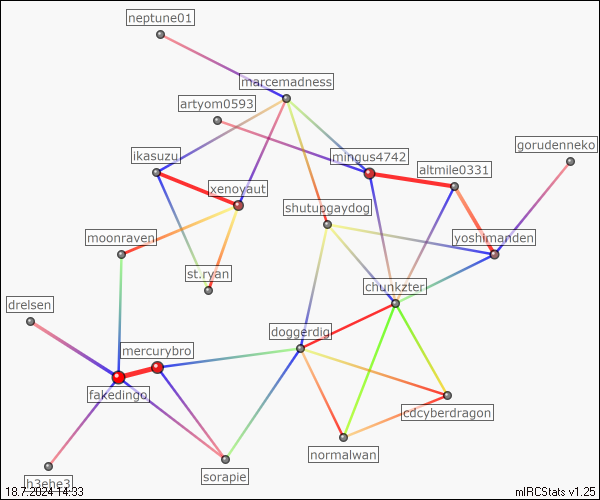 neptune01
marcemadness
artyom0593
gorudenneko
ikasuzu
mingus4742
altmile0331
xenoyaut
shutupgaydog
moonraven
yoshimanden
st.ryan
chunkzter
drelsen
doggerdig
mercurybro
fakedingo
cdcyberdragon
normalwan
sorapie
h3ehe3
18.7.2024 14:33
mIRCStats v1.25